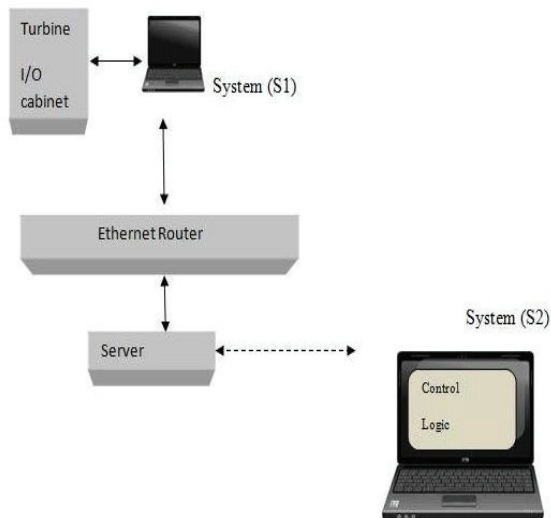 Turbine
I/O
cabinet
System (S1)
Ethernet Router
Server
System (S2)
Control
Logic